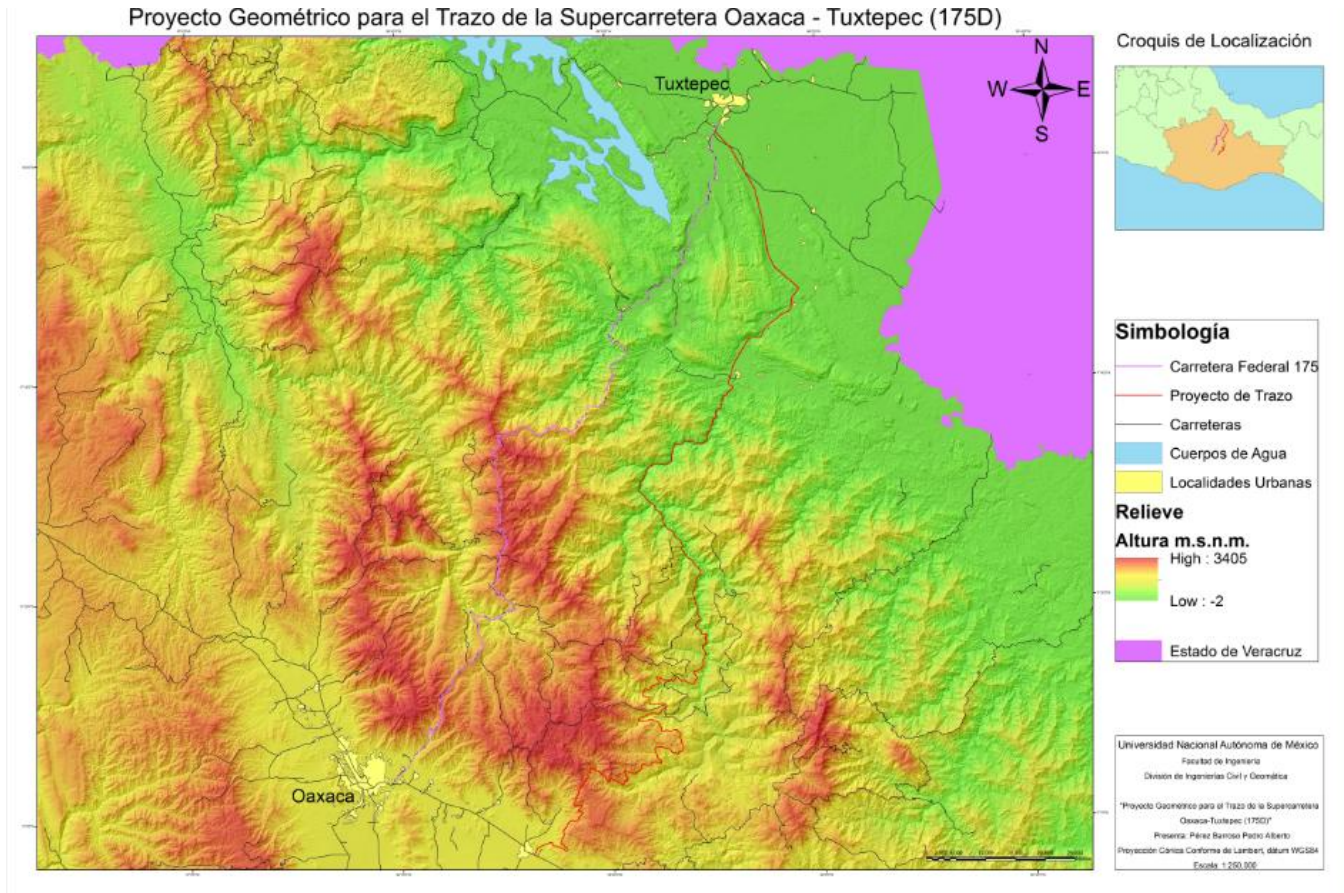 Proyecto Geométrico para el Trazo de la Supercarretera Oaxaca - Tuxtepec (175D)
Croquis de Localización
Tuxtepec
N
W
E
S
Oaxaca
Simbología
Carretera Federal 175
Proyecto de Trazo
Carreteras
Cuerpos de Agua
Localidades Urbanas
Relieve
Altura m.s.n.m.
High : 3405
Low : -2
Estado de Veracruz
Universidad Nacional Autónoma de México
Facultad de Ingeniería
División de Ingenierías Civil y Geomática
"Proyecto Geométrico para el Trazo de la Supercarretera
Oaxaca-Tuxtepec (175D)"
Presenta: Pérez Barroso Pedro Alberto
Proyección Cónica Conforme de Lambert, dátum WGS84
Escala: 1:250,000